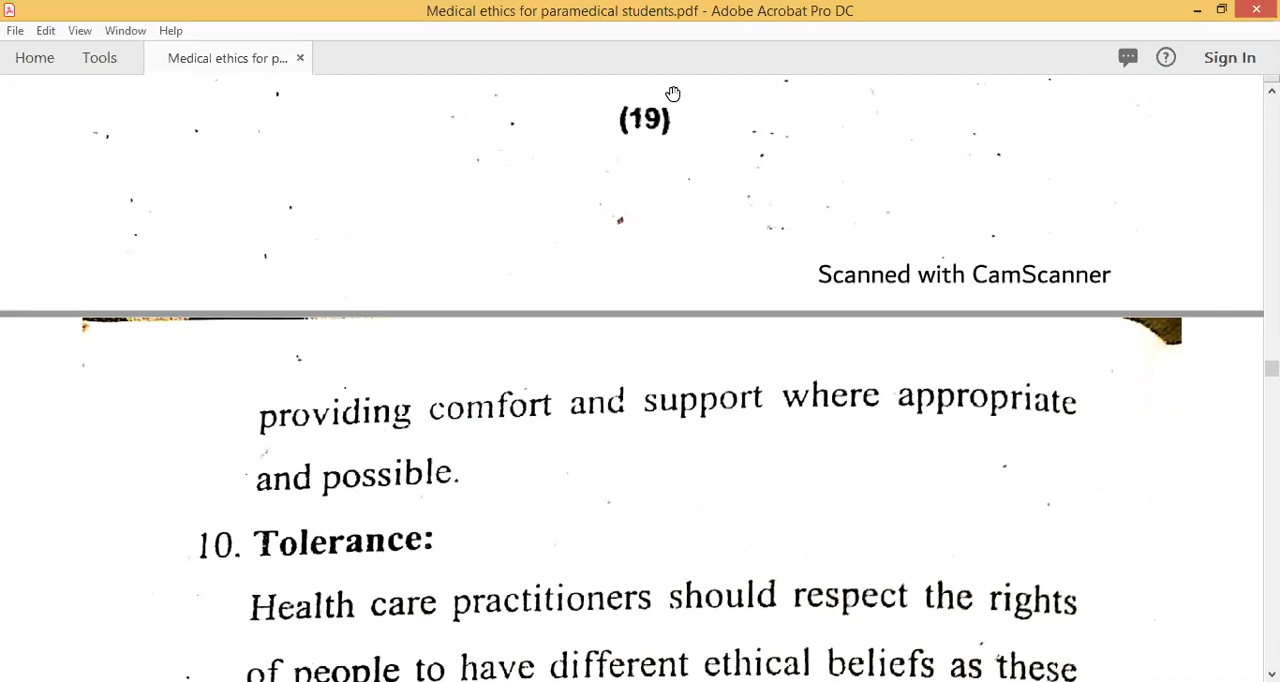 Medical ethics for paramedical students.pdf - Adobe Acrobat Pro DC
File Edit View Window Help
Home Tools Medical ethics for p... × Sign In
(19)
Scanned with CamScanner
providing comfort and support where appropriate
and possible.
10. Tolerance:
Health care practitioners should respect the rights
of people to have different ethical beliefs as these